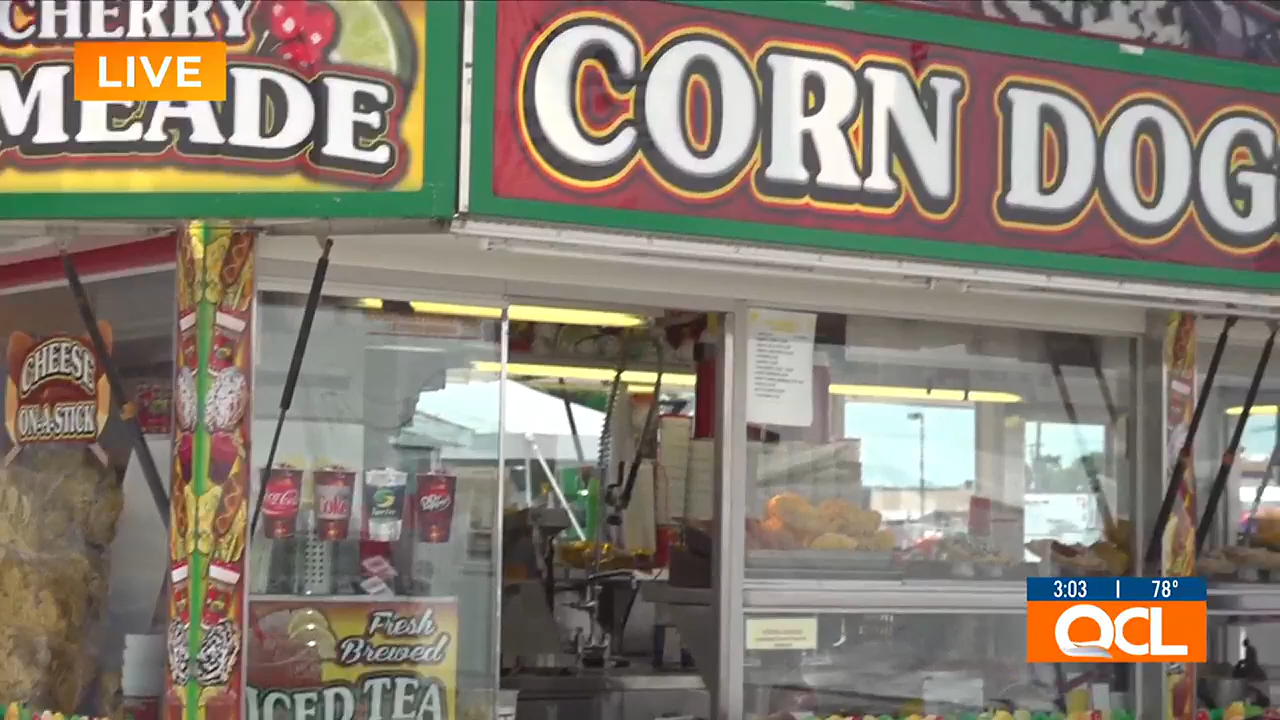 CHERRY
MEADE
LIVE
CORN DOG
CHEESE
ON-A-STICK
Coca-Cola
Coke
Sprite
Dr Pepper
Fresh
Brewed
ICED TEA
3:03 | 78°
QCL